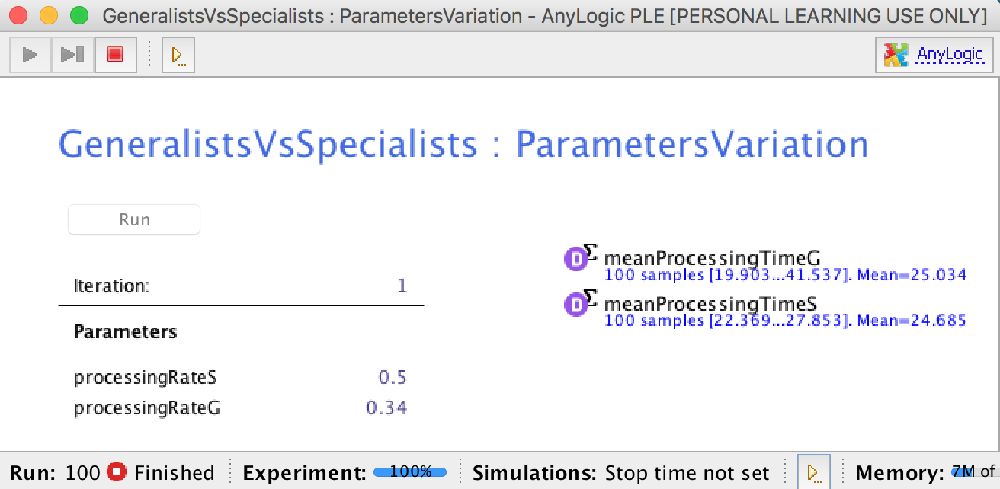 GeneralistsVsSpecialists : ParametersVariation - AnyLogic PLE [PERSONAL LEARNING USE ONLY]
AnyLogic
GeneralistsVsSpecialists : ParametersVariation
Run
D Σ meanProcessingTimeG
100 samples [19.903...41.537]. Mean=25.034
Iteration: 1
D Σ meanProcessingTimeS
100 samples [22.369...27.853]. Mean=24.685
Parameters
processingRateS 0.5
processingRateG 0.34
Run: 100 Finished Experiment: 100% Simulations: Stop time not set Memory: 7M of